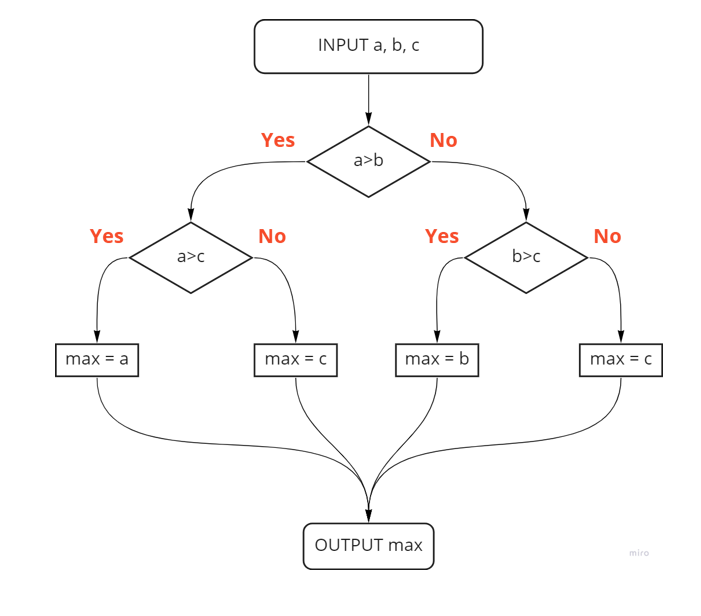 INPUT a, b, c
Yes
No
a>b
Yes
No
Yes
No
a>c
b>c
max = a
max = c
max = b
max = c
OUTPUT max
miro